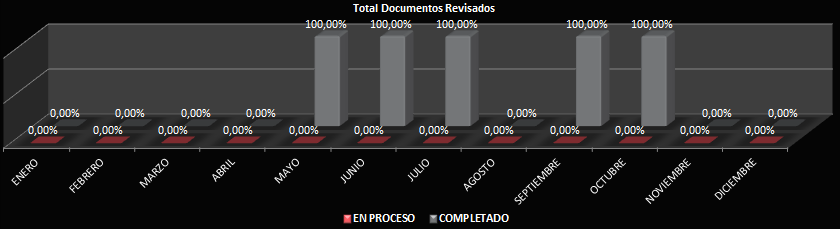 Total Documentos Revisados
100,00% 100,00% 100,00% 100,00% 100,00%
0,00% 0,00% 0,00% 0,00% 0,00% 0,00% 0,00%
0,00% 0,00% 0,00% 0,00% 0,00% 0,00% 0,00% 0,00% 0,00% 0,00% 0,00% 0,00%
ENERO FEBRERO MARZO ABRIL MAYO JUNIO JULIO AGOSTO SEPTIEMBRE OCTUBRE NOVIEMBRE DICIEMBRE
EN PROCESO COMPLETADO